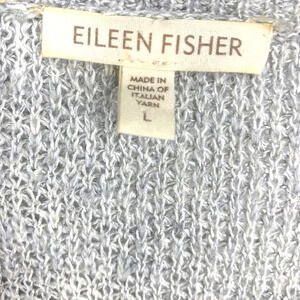 EILEEN FISHER
MADE IN
CHINA OF
ITALIAN
YARN
L